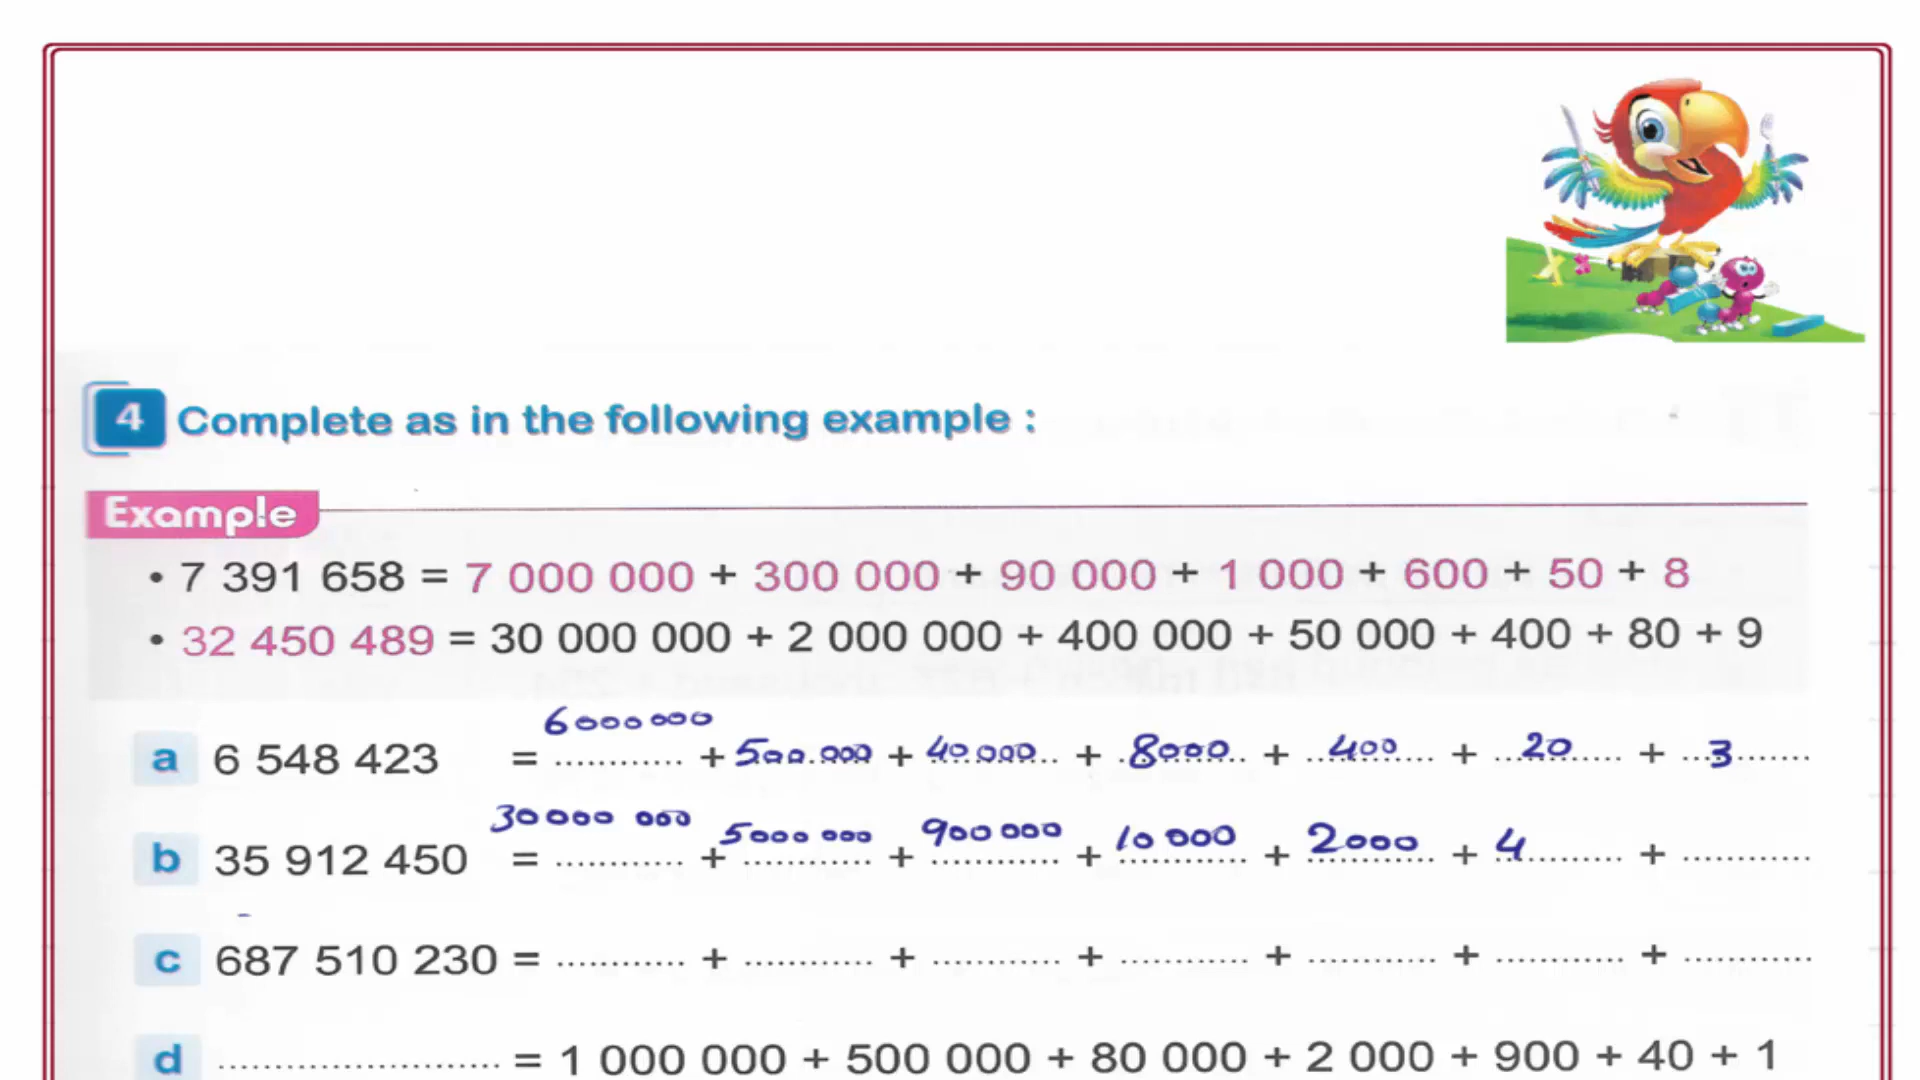 4 Complete as in the following example :
Example
• 7 391 658 = 7 000 000 + 300 000 + 90 000 + 1 000 + 600 + 50 + 8
• 32 450 489 = 30 000 000 + 2 000 000 + 400 000 + 50 000 + 400 + 80 + 9
a 6 548 423 = 6000 000 + 500 000 + 40 000 + 8000 + 400 + 20 + 3
b 35 912 450 = 30000 000 + 5000 000 + 900 000 + 10 000 + 2000 + 4 + ............
c 687 510 230 = ............ + ............ + ............ + ............ + ............ + ............ + ............
d ........................ = 1 000 000 + 500 000 + 80 000 + 2 000 + 900 + 40 + 1